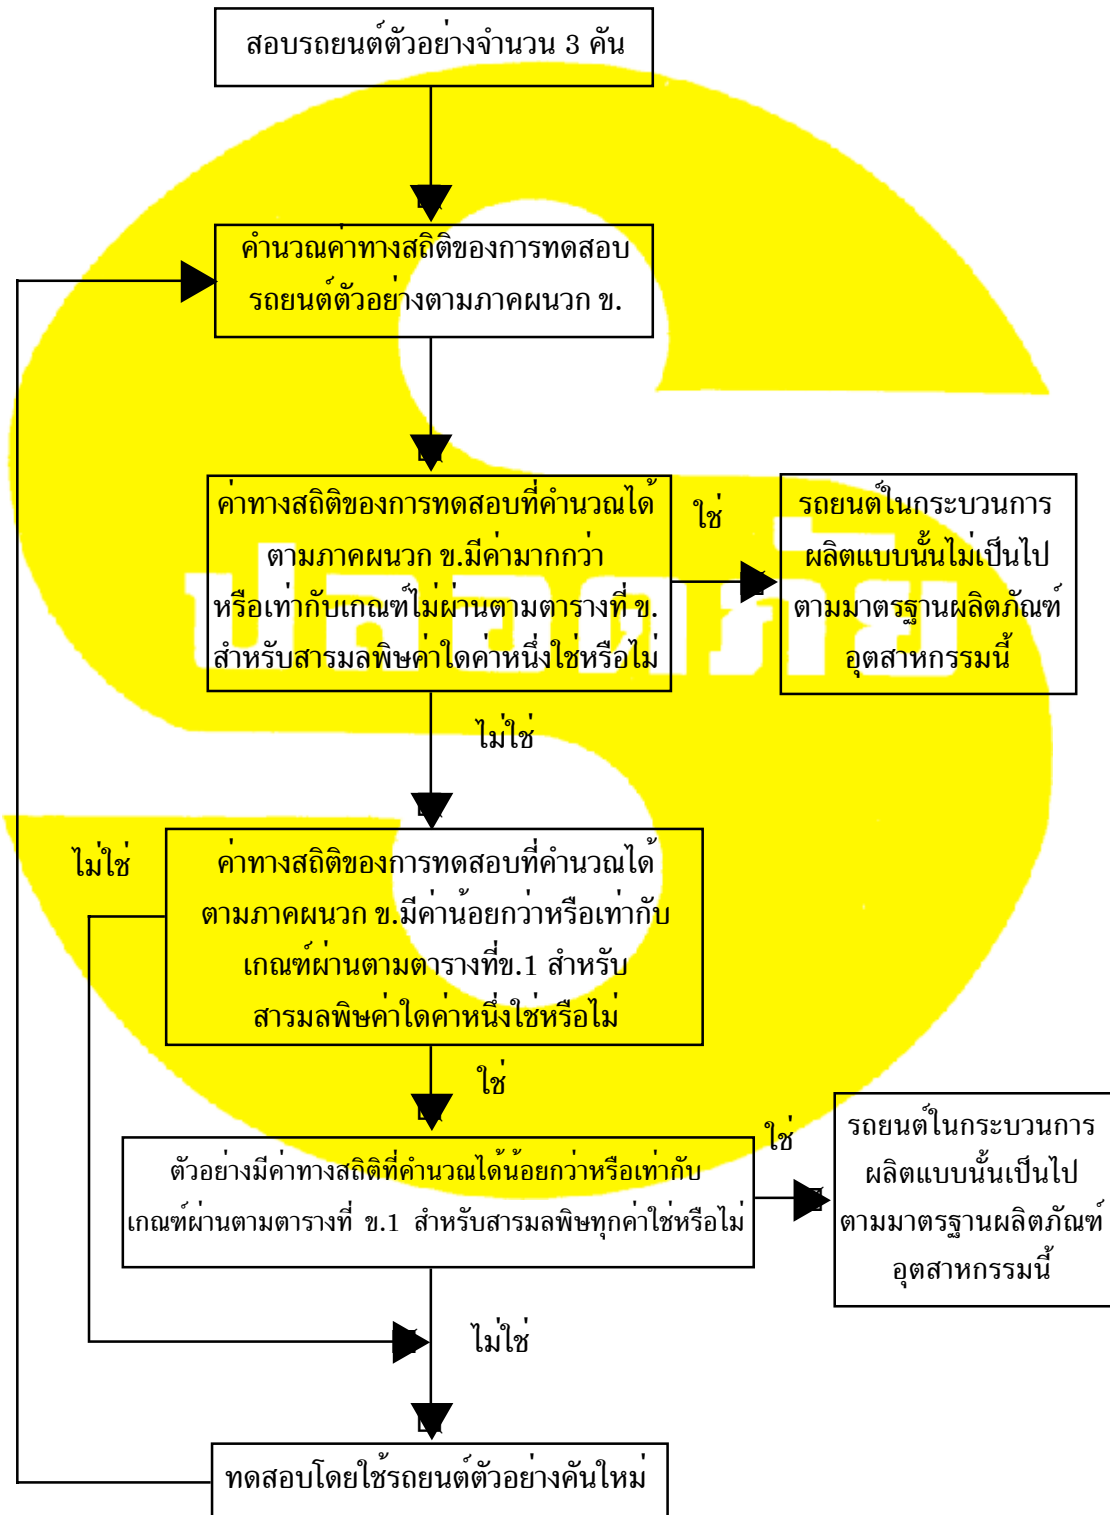 สอบรถยนต์ตัวอย่างจำนวน 3 คัน
คำนวณค่าทางสถิติของการทดสอบ
รถยนต์ตัวอย่างตามภาคผนวก ข.
ค่าทางสถิติของการทดสอบที่คำนวณได้
ตามภาคผนวก ข.มีค่ามากกว่า
หรือเท่ากับเกณฑ์ไม่ผ่านตามตารางที่ ข.
สำหรับสารมลพิษค่าใดค่าหนึ่งใช่หรือไม่
ใช่
รถยนต์ในกระบวนการ
ผลิตแบบนั้นไม่เป็นไป
ตามมาตรฐานผลิตภัณฑ์
อุตสาหกรรมนี้
ปลอดภัย
ไม่ใช่
ไม่ใช่
ค่าทางสถิติของการทดสอบที่คำนวณได้
ตามภาคผนวก ข.มีค่าน้อยกว่าหรือเท่ากับ
เกณฑ์ผ่านตามตารางที่ข.1 สำหรับ
สารมลพิษค่าใดค่าหนึ่งใช่หรือไม่
ใช่
ตัวอย่างมีค่าทางสถิติที่คำนวณได้น้อยกว่าหรือเท่ากับ
เกณฑ์ผ่านตามตารางที่ ข.1 สำหรับสารมลพิษทุกค่าใช่หรือไม่
ใช่
รถยนต์ในกระบวนการ
ผลิตแบบนั้นเป็นไป
ตามมาตรฐานผลิตภัณฑ์
อุตสาหกรรมนี้
ไม่ใช่
ทดสอบโดยใช้รถยนต์ตัวอย่างคันใหม่